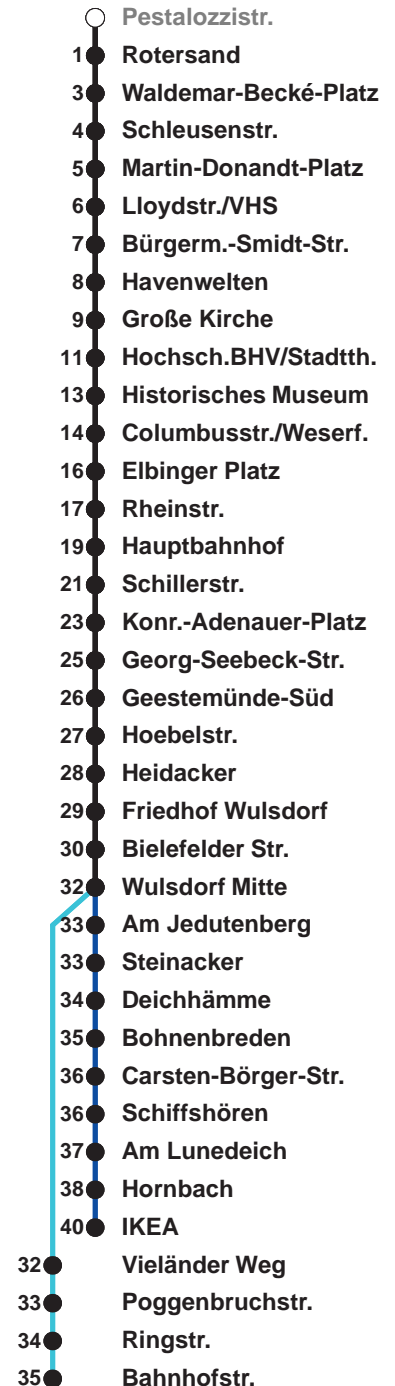 Pestalozzistr.
1 Rotersand
3 Waldemar-Becké-Platz
4 Schleusenstr.
5 Martin-Donandt-Platz
6 Lloydstr./VHS
7 Bürgerm.-Smidt-Str.
8 Havenwelten
9 Große Kirche
11 Hochsch.BHV/Stadtth.
13 Historisches Museum
14 Columbusstr./Weserf.
16 Elbinger Platz
17 Rheinstr.
19 Hauptbahnhof
21 Schillerstr.
23 Konr.-Adenauer-Platz
25 Georg-Seebeck-Str.
26 Geestemünde-Süd
27 Hoebelstr.
28 Heidacker
29 Friedhof Wulsdorf
30 Bielefelder Str.
32 Wulsdorf Mitte
33 Am Jedutenberg
33 Steinacker
34 Deichhämme
35 Bohnenbreden
36 Carsten-Börger-Str.
36 Schiffshören
37 Am Lunedeich
38 Hornbach
40 IKEA
32 Vieländer Weg
33 Poggenbruchstr.
34 Ringstr.
35 Bahnhofstr.